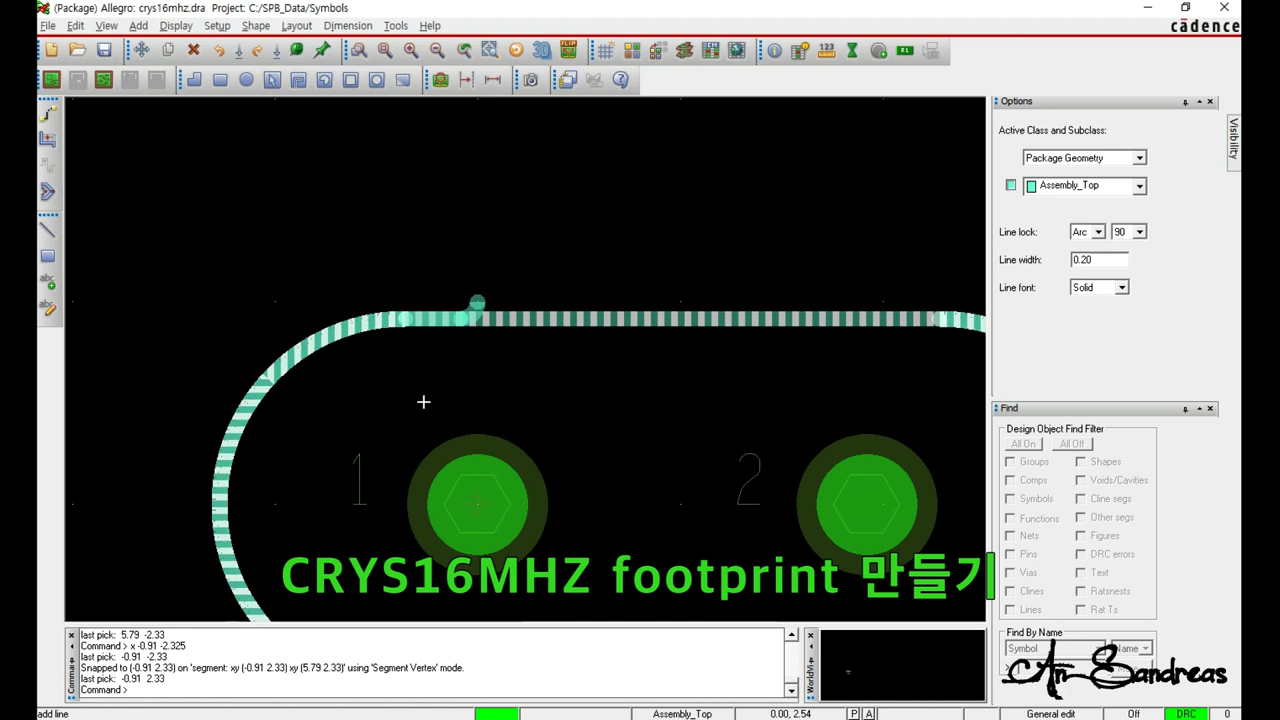 (Package) Allegro: crys16mhz.dra Project: C:/SPB_Data/Symbols
File Edit View Add Display Setup Shape Layout Dimension Tools Help
cādence
Options
Active Class and Subclass:
Package Geometry
Assembly_Top
Line lock: Arc 90
Line width: 0.20
Line font: Solid
Visibility
1 2
CRYS16MHZ footprint 만들기
Find
Design Object Find Filter
All On All Off
Groups Shapes
Comps Voids/Cavities
Symbols Cline segs
Functions Other segs
Nets Figures
Pins DRC errors
Vias Text
Clines Ratsnests
Lines Rat Ts
Find By Name
Symbol Name
An Sandreas
last pick: 5.79 -2.33
Command > x -0.91 -2.325
last pick: -0.91 -2.33
Snapped to (-0.91 2.33) on 'segment: xy (-0.91 2.33) xy (5.79 2.33)' using 'Segment Vertex' mode.
last pick: -0.91 2.33
Command >
add line Assembly_Top 0.00, 2.54 P A General edit Off DRC 0